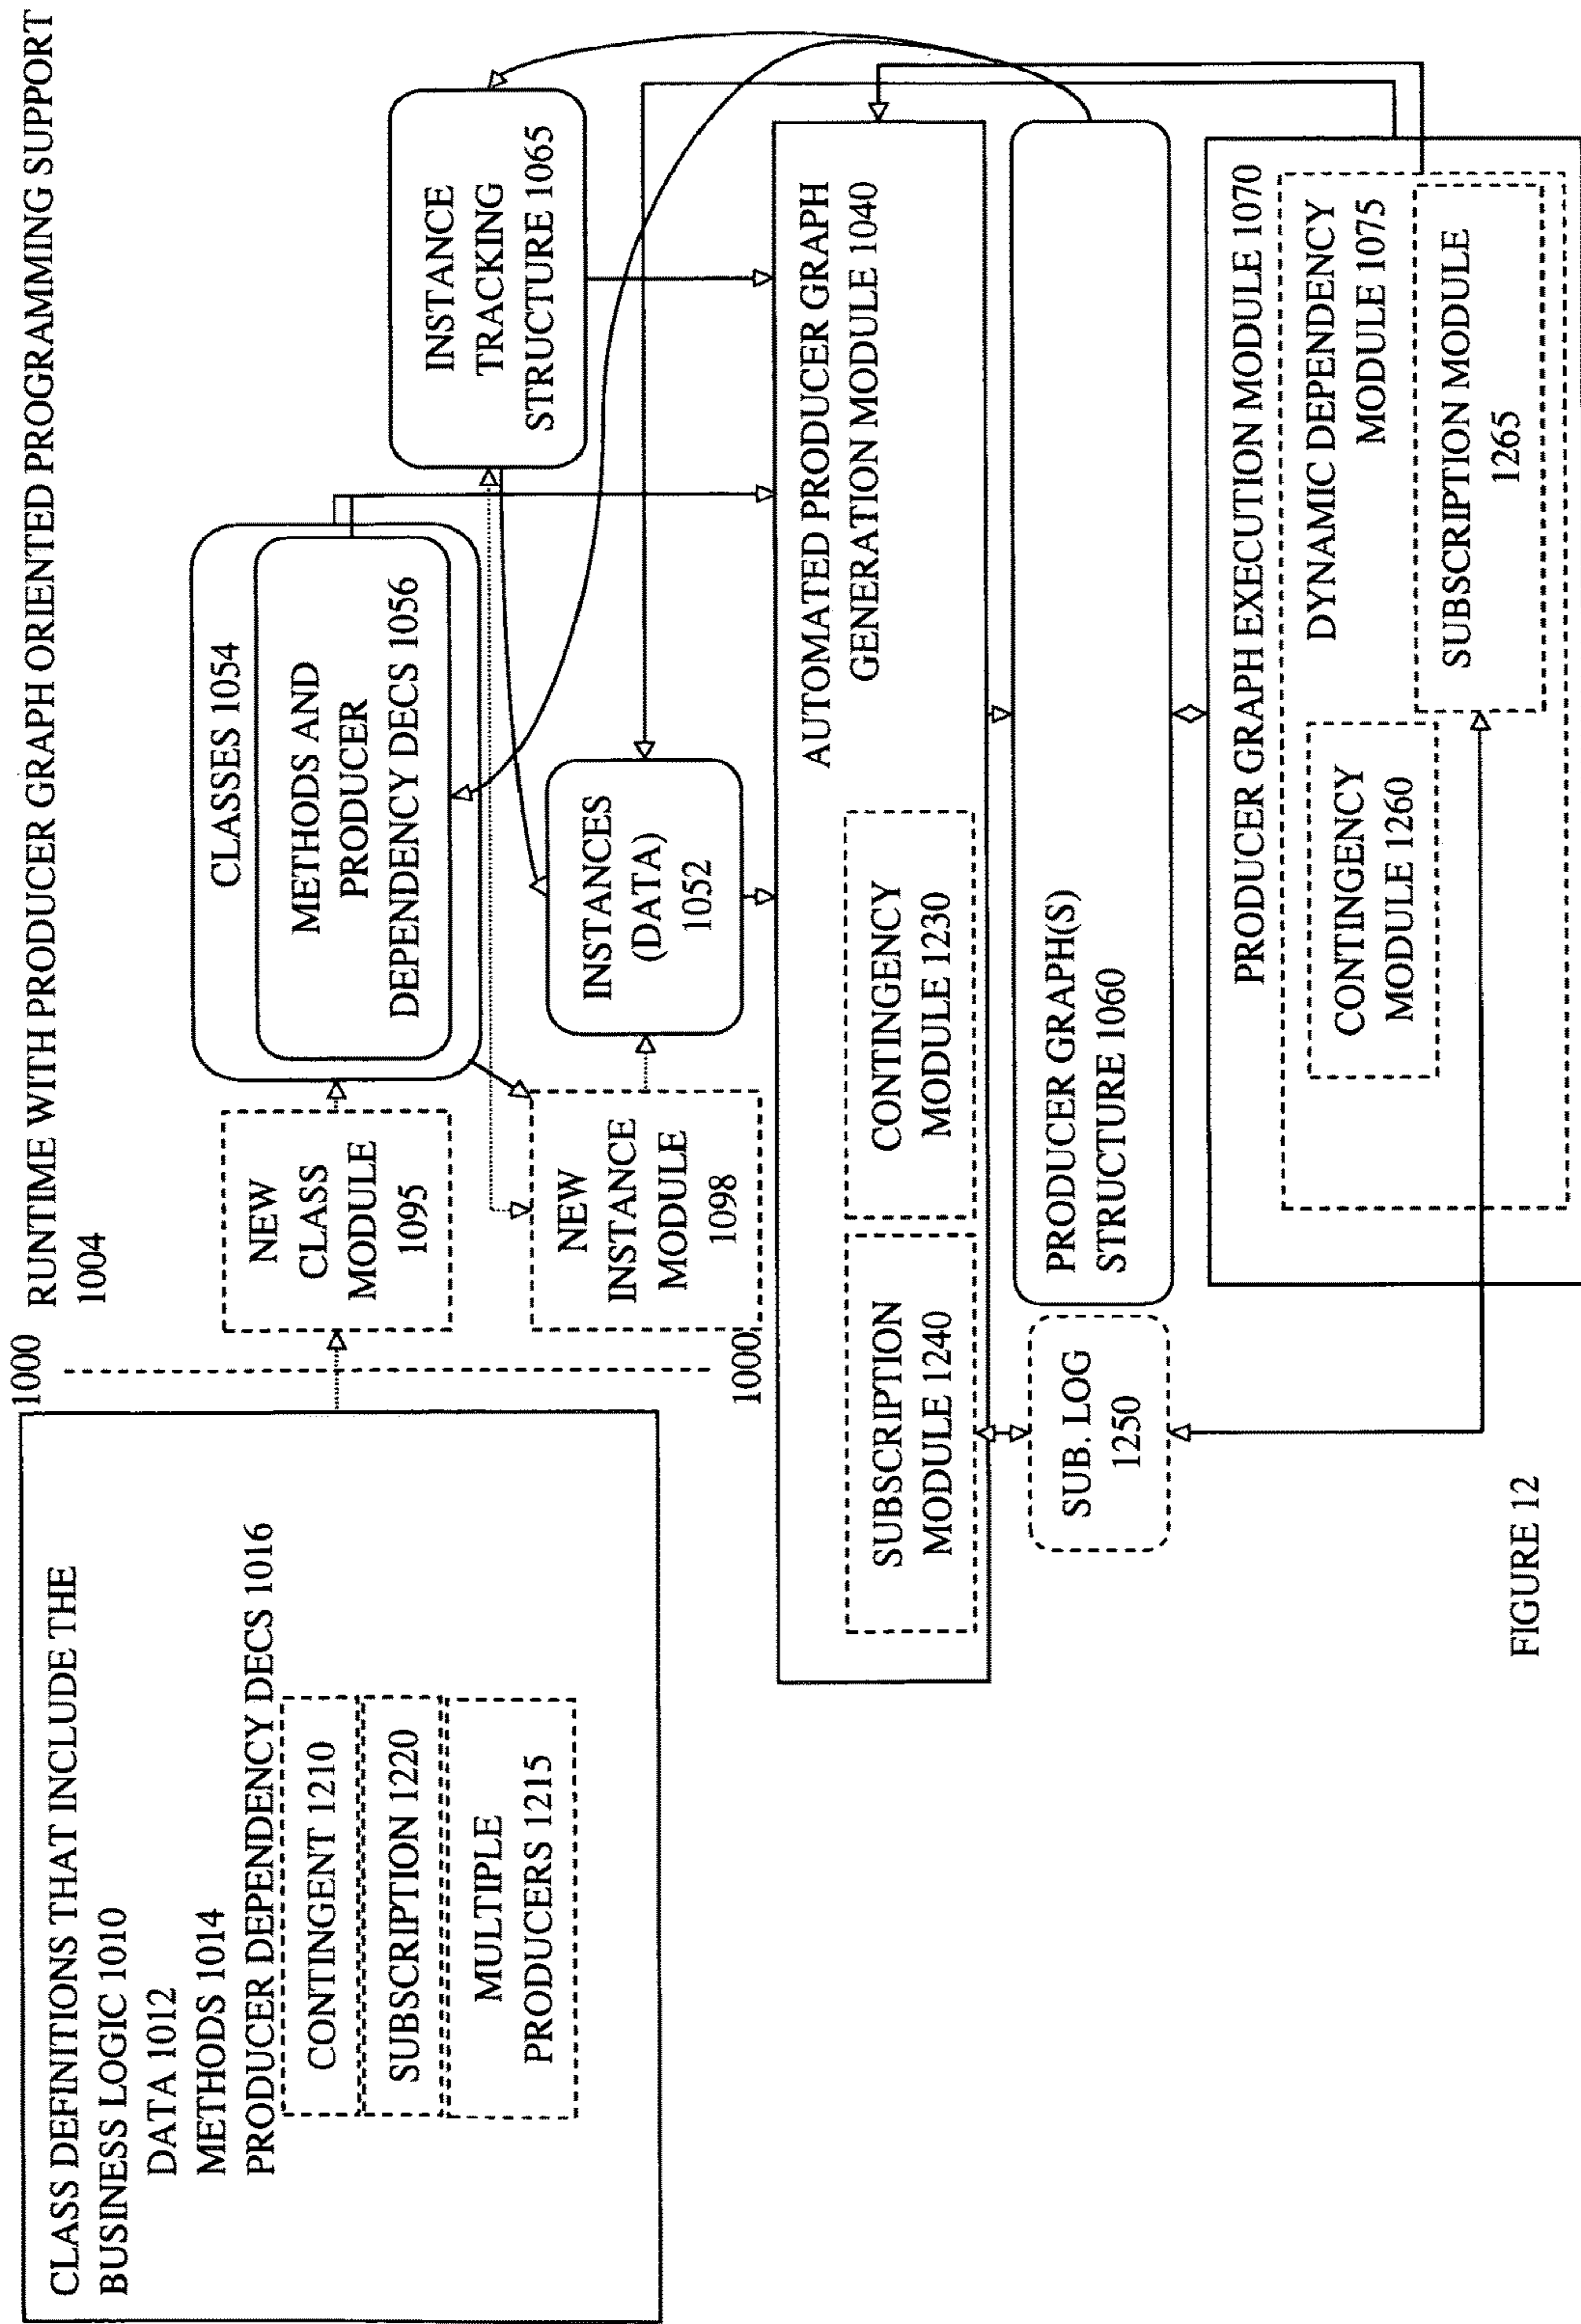 1000
RUNTIME WITH PRODUCER GRAPH ORIENTED PROGRAMMING SUPPORT
1004
CLASS DEFINITIONS THAT INCLUDE THE
BUSINESS LOGIC 1010
DATA 1012
METHODS 1014
PRODUCER DEPENDENCY DECS 1016
CONTINGENT 1210
SUBSCRIPTION 1220
MULTIPLE
PRODUCERS 1215
1000
NEW
CLASS
MODULE
1095
CLASSES 1054
METHODS AND
PRODUCER
DEPENDENCY DECS 1056
INSTANCE
TRACKING
STRUCTURE 1065
NEW
INSTANCE
MODULE
1098
INSTANCES
(DATA)
1052
AUTOMATED PRODUCER GRAPH
GENERATION MODULE 1040
SUBSCRIPTION
MODULE 1240
CONTINGENCY
MODULE 1230
SUB. LOG
1250
PRODUCER GRAPH(S)
STRUCTURE 1060
PRODUCER GRAPH EXECUTION MODULE 1070
DYNAMIC DEPENDENCY
MODULE 1075
CONTINGENCY
MODULE 1260
SUBSCRIPTION MODULE
1265
FIGURE 12